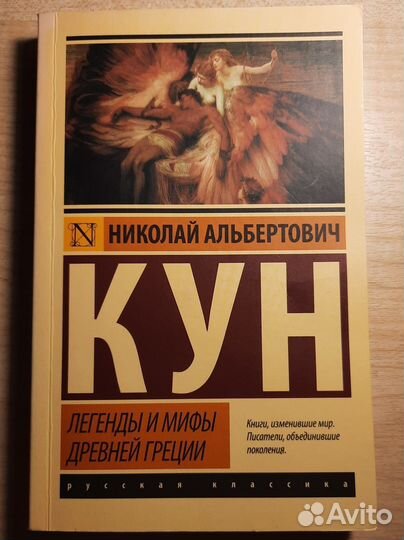 N
НИКОЛАЙ АЛЬБЕРТОВИЧ
КУН
ЛЕГЕНДЫ И МИФЫ
ДРЕВНЕЙ ГРЕЦИИ
Книги, изменившие мир.
Писатели, объединившие
поколения.
русская классика
Avito